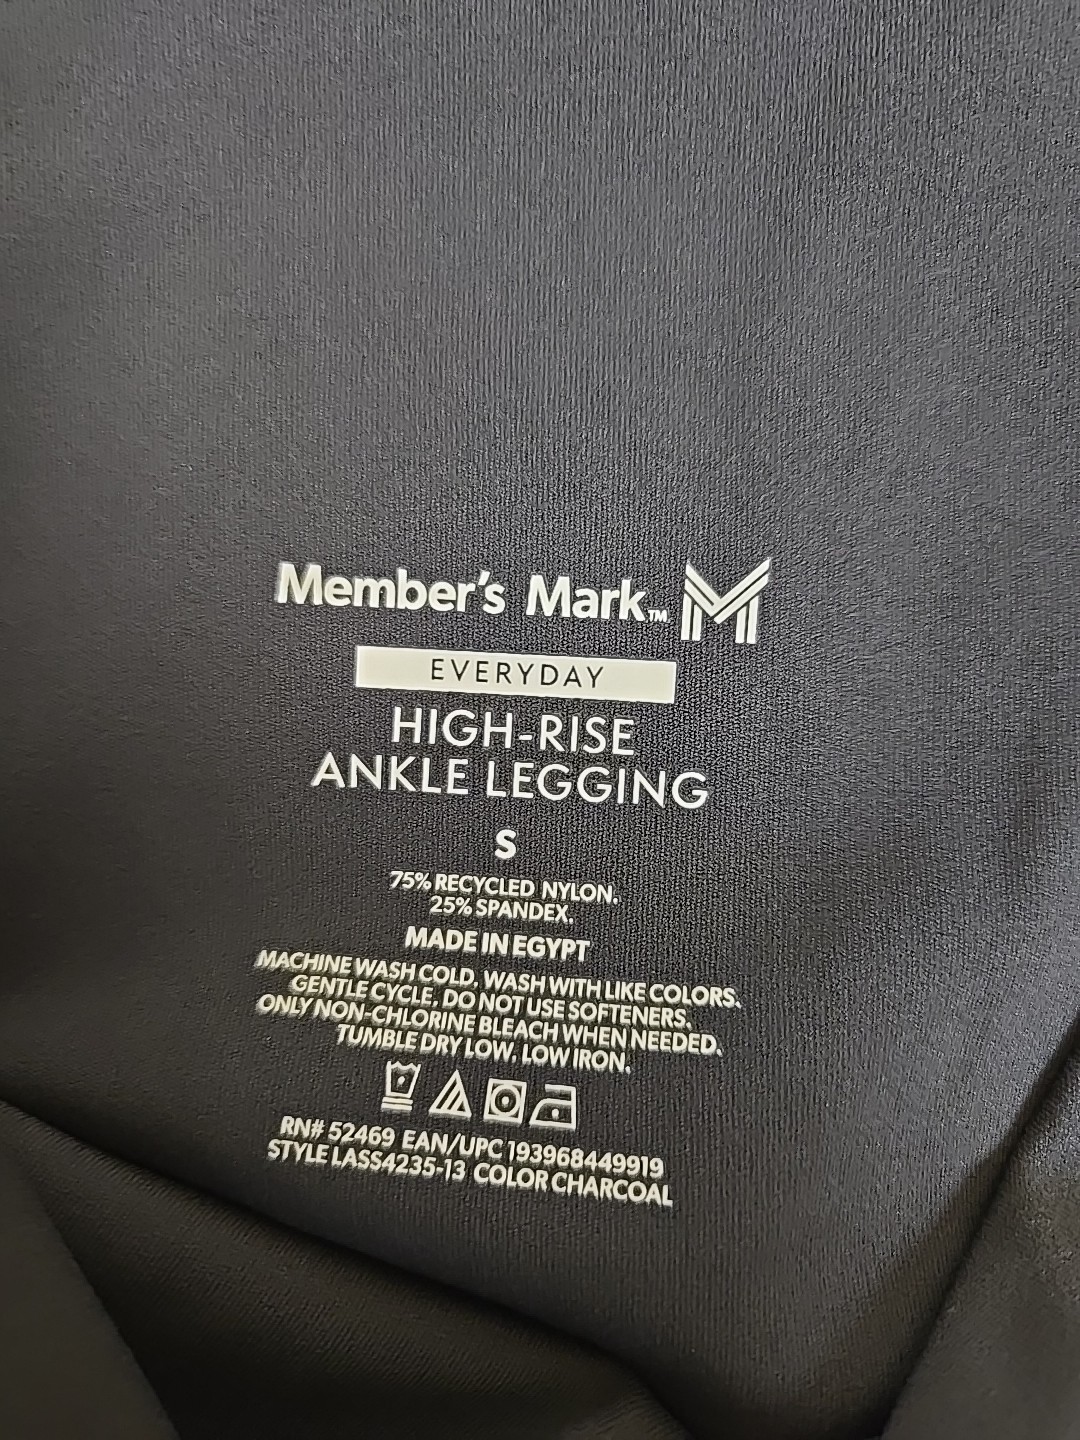 Member's Mark™
EVERYDAY
HIGH-RISE
ANKLE LEGGING
S
75% RECYCLED NYLON.
25% SPANDEX.
MADE IN EGYPT
MACHINE WASH COLD. WASH WITH LIKE COLORS.
GENTLE CYCLE, DO NOT USE SOFTENERS.
ONLY NON-CHLORINE BLEACH WHEN NEEDED.
TUMBLE DRY LOW. LOW IRON.
RN# 52469 EAN/UPC 193968449919
STYLE LASS4235-13 COLOR CHARCOAL